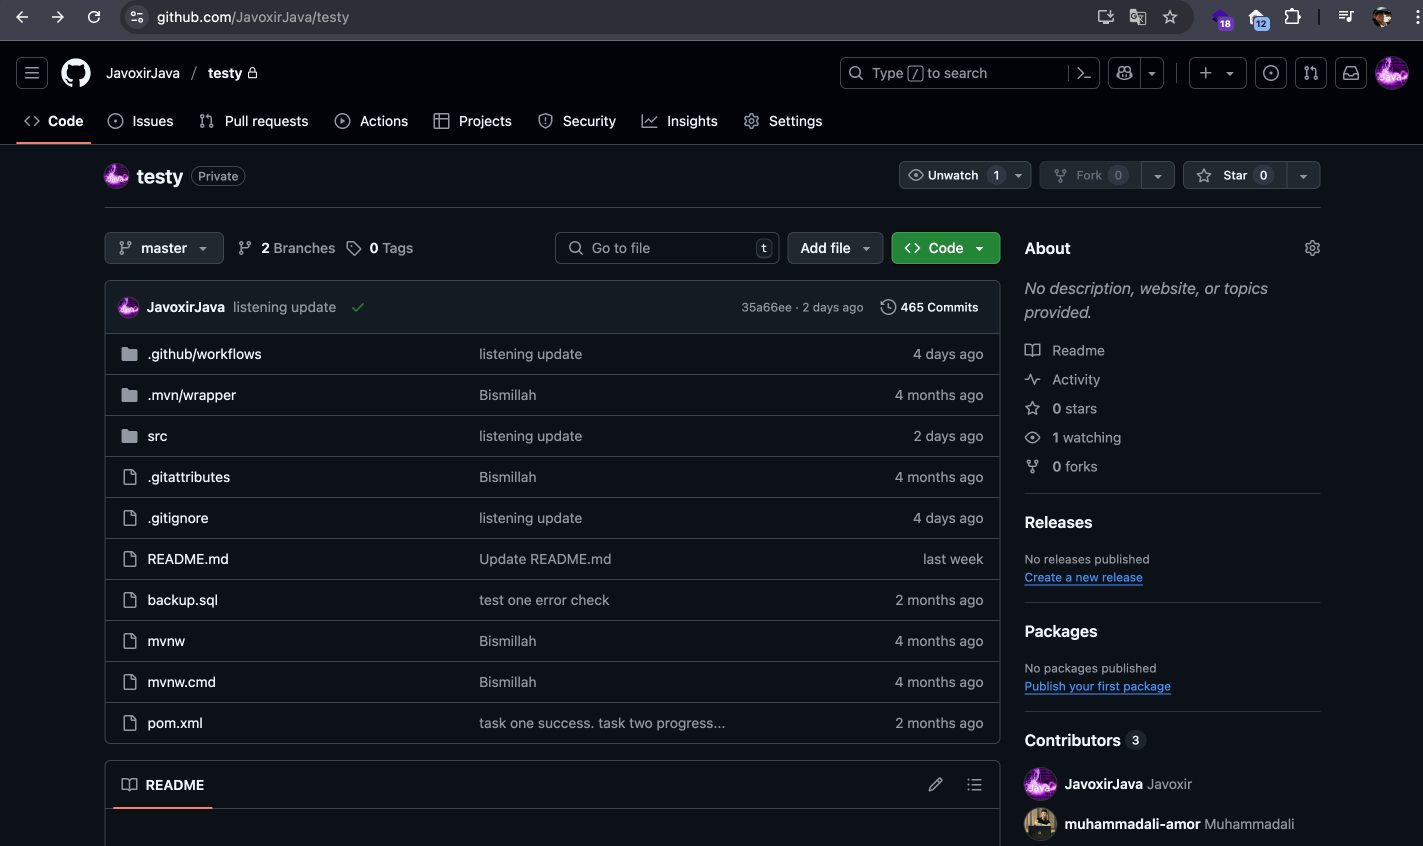 github.com/JavoxirJava/testy
18
12
JavoxirJava / testy
Type / to search
Code Issues Pull requests Actions Projects Security Insights Settings
testy Private
Unwatch 1 Fork 0 Star 0
master 2 Branches 0 Tags
Go to file t Add file Code
JavoxirJava listening update 35a66ee · 2 days ago 465 Commits
.github/workflows listening update 4 days ago
.mvn/wrapper Bismillah 4 months ago
src listening update 2 days ago
.gitattributes Bismillah 4 months ago
.gitignore listening update 4 days ago
README.md Update README.md last week
backup.sql test one error check 2 months ago
mvnw Bismillah 4 months ago
mvnw.cmd Bismillah 4 months ago
pom.xml task one success. task two progress... 2 months ago
README
About
No description, website, or topics
provided.
Readme
Activity
0 stars
1 watching
0 forks
Releases
No releases published
Create a new release
Packages
No packages published
Publish your first package
Contributors 3
JavoxirJava Javoxir
muhammadali-amor Muhammadali